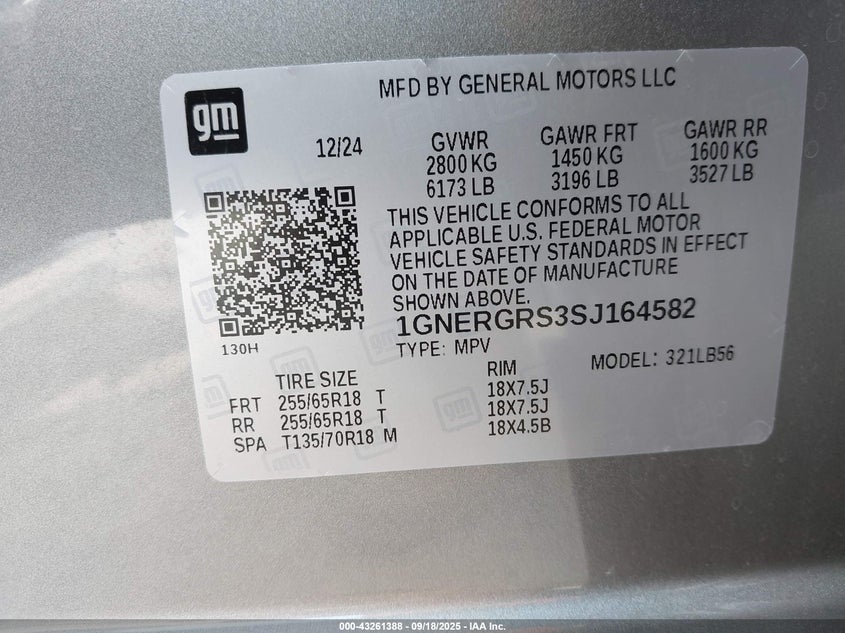 gm
MFD BY GENERAL MOTORS LLC
12/24
GVWR GAWR FRT GAWR RR
2800 KG 1450 KG 1600 KG
6173 LB 3196 LB 3527 LB
THIS VEHICLE CONFORMS TO ALL
APPLICABLE U.S. FEDERAL MOTOR
VEHICLE SAFETY STANDARDS IN EFFECT
ON THE DATE OF MANUFACTURE
SHOWN ABOVE.
1GNERGRS3SJ164582
130H
TYPE: MPV MODEL: 321LB56
TIRE SIZE RIM
FRT 255/65R18 T 18X7.5J
RR 255/65R18 T 18X7.5J
SPA T135/70R18 M 18X4.5B
000-43261388 - 09/18/2025 - IAA Inc.